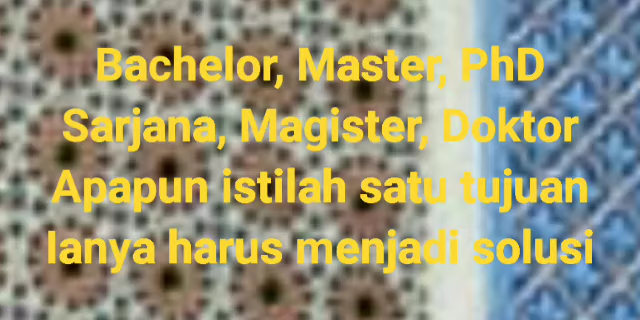 Bachelor, Master, PhD
Sarjana, Magister, Doktor
Apapun istilah satu tujuan
Ianya harus menjadi solusi